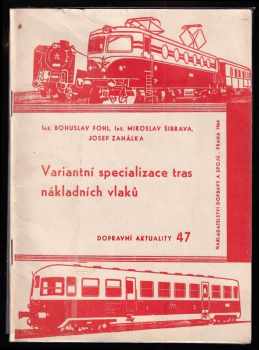 Ing. BOHUSLAV FOHL, Ing. MIROSLAV ŠIBRAVA,
JOSEF ZAHÁLKA
Variantní specializace tras
nákladních vlaků
DOPRAVNÍ AKTUALITY 47
NAKLADATELSTVÍ DOPRAVY A SPOJŮ - PRAHA 1964